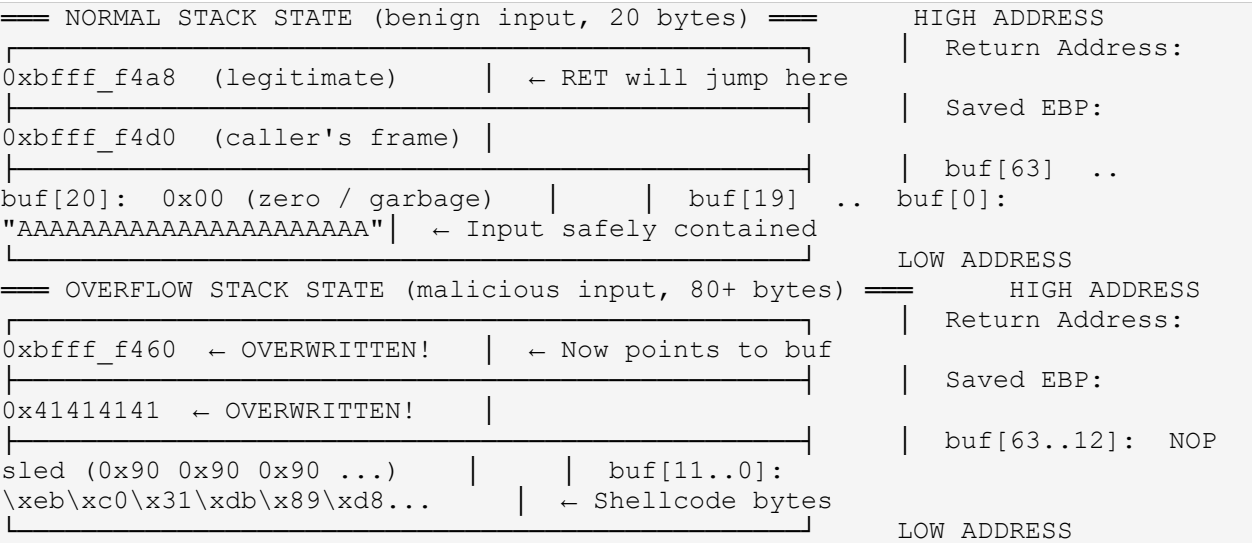 ═══ NORMAL STACK STATE (benign input, 20 bytes) ═══ HIGH ADDRESS
┌──────────────────────────────────────────────────┐ │ Return Address:
0xbfff_f4a8 (legitimate) │ ← RET will jump here
├──────────────────────────────────────────────────┤ │ Saved EBP:
0xbfff_f4d0 (caller's frame) │
├──────────────────────────────────────────────────┤ │ buf[63] ..
buf[20]: 0x00 (zero / garbage) │ │ buf[19] .. buf[0]:
"AAAAAAAAAAAAAAAAAAAAAA"│ ← Input safely contained
└──────────────────────────────────────────────────┘ LOW ADDRESS
═══ OVERFLOW STACK STATE (malicious input, 80+ bytes) ═══ HIGH ADDRESS
┌──────────────────────────────────────────────────┐ │ Return Address:
0xbfff_f460 ← OVERWRITTEN! │ ← Now points to buf
├──────────────────────────────────────────────────┤ │ Saved EBP:
0x41414141 ← OVERWRITTEN! │
├──────────────────────────────────────────────────┤ │ buf[63..12]: NOP
sled (0x90 0x90 0x90 ...) │ │ buf[11..0]:
\xeb\xc0\x31\xdb\x89\xd8... │ ← Shellcode bytes
└──────────────────────────────────────────────────┘ LOW ADDRESS